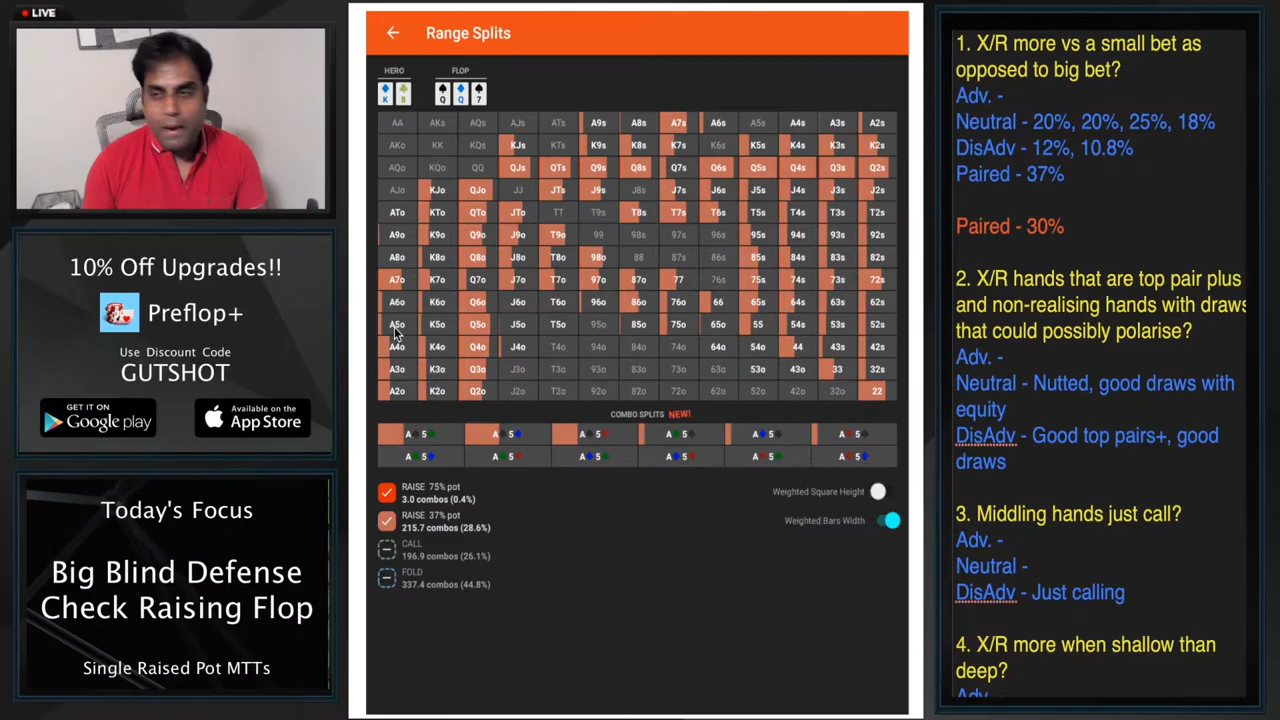 LIVE
10% Off Upgrades!!
Preflop+
Use Discount Code
GUTSHOT
GET IT ON
Google play
Available on the
App Store
Today's Focus
Big Blind Defense
Check Raising Flop
Single Raised Pot MTTs
Range Splits
HERO FLOP
K 8 Q Q 7
AA AKs AQs AJs ATs A9s A8s A7s A6s A5s A4s A3s A2s
AKo KK KQs KJs KTs K9s K8s K7s K6s K5s K4s K3s K2s
AQo KQo QQ QJs QTs Q9s Q8s Q7s Q6s Q5s Q4s Q3s Q2s
AJo KJo QJo JJ JTs J9s J8s J7s J6s J5s J4s J3s J2s
ATo KTo QTo JTo TT T9s T8s T7s T6s T5s T4s T3s T2s
A9o K9o Q9o J9o T9o 99 98s 97s 96s 95s 94s 93s 92s
A8o K8o Q8o J8o T8o 98o 88 87s 86s 85s 84s 83s 82s
A7o K7o Q7o J7o T7o 97o 87o 77 76s 75s 74s 73s 72s
A6o K6o Q6o J6o T6o 96o 86o 76o 66 65s 64s 63s 62s
A5o K5o Q5o J5o T5o 95o 85o 75o 65o 55 54s 53s 52s
A4o K4o Q4o J4o T4o 94o 84o 74o 64o 54o 44 43s 42s
A3o K3o Q3o J3o T3o 93o 83o 73o 63o 53o 43o 33 32s
A2o K2o Q2o J2o T2o 92o 82o 72o 62o 52o 42o 32o 22
COMBO SPLITS NEW!
A♠5♣ A♠5♦ A♠5♥ A♣5♠ A♦5♠ A♥5♠
A♣5♦ A♣5♥ A♦5♣ A♦5♥ A♥5♣ A♥5♦
RAISE 75% pot
3.0 combos (0.4%)
RAISE 37% pot
215.7 combos (28.6%)
CALL
196.9 combos (26.1%)
FOLD
337.4 combos (44.8%)
Weighted Square Height
Weighted Bars Width
1. X/R more vs a small bet as
opposed to big bet?
Adv. -
Neutral - 20%, 20%, 25%, 18%
DisAdv - 12%, 10.8%
Paired - 37%
Paired - 30%
2. X/R hands that are top pair plus
and non-realising hands with draws
that could possibly polarise?
Adv. -
Neutral - Nutted, good draws with
equity
DisAdv - Good top pairs+, good
draws
3. Middling hands just call?
Adv. -
Neutral -
DisAdv - Just calling
4. X/R more when shallow than
deep?
Adv.